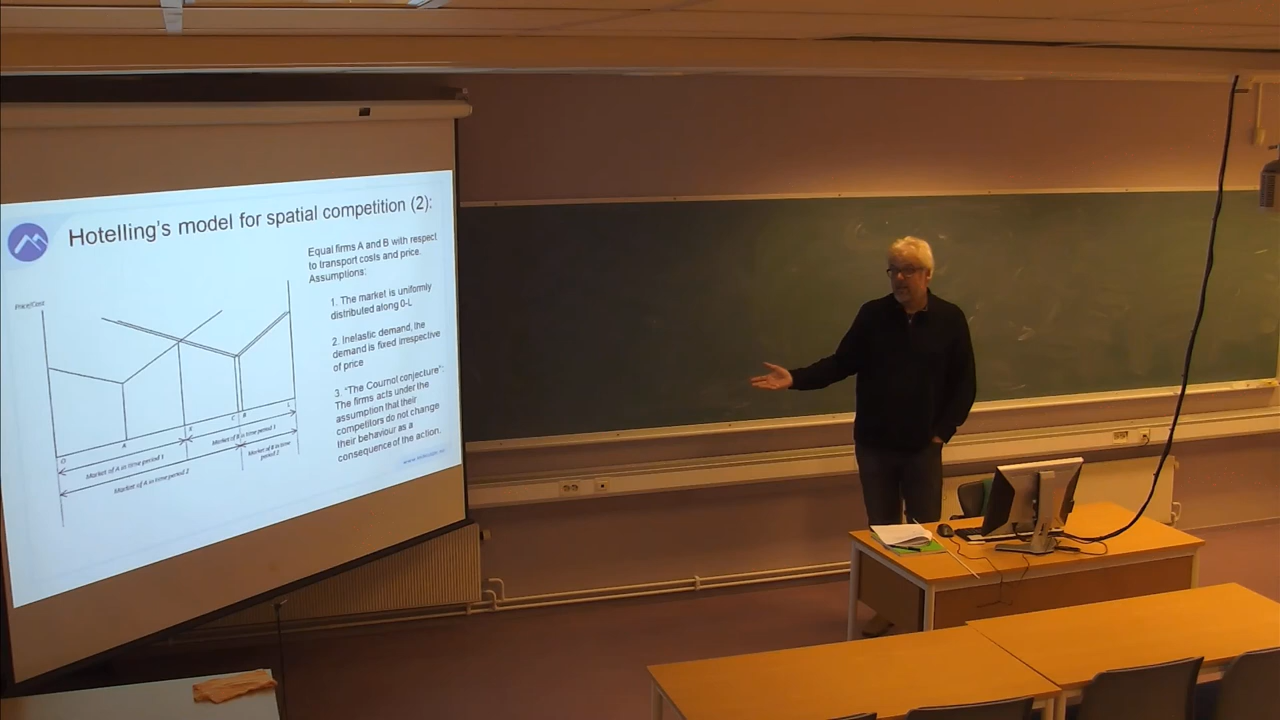 Hotelling's model for spatial competition (2):
Equal firms A and B with respect
to transport costs and price.
Assumptions:
1. The market is uniformly
distributed along 0-L
2. Inelastic demand, the
demand is fixed irrespective
of price
3. "The Cournot conjecture":
The firms acts under the
assumption that their
competitors do not change
their behaviour as a
consequence of the action.
Price/Cost
O
A
C
B
L
Market of A in time period 1
Market of B in time period 1
Market of A in time period 2
Market of B in time
period 2